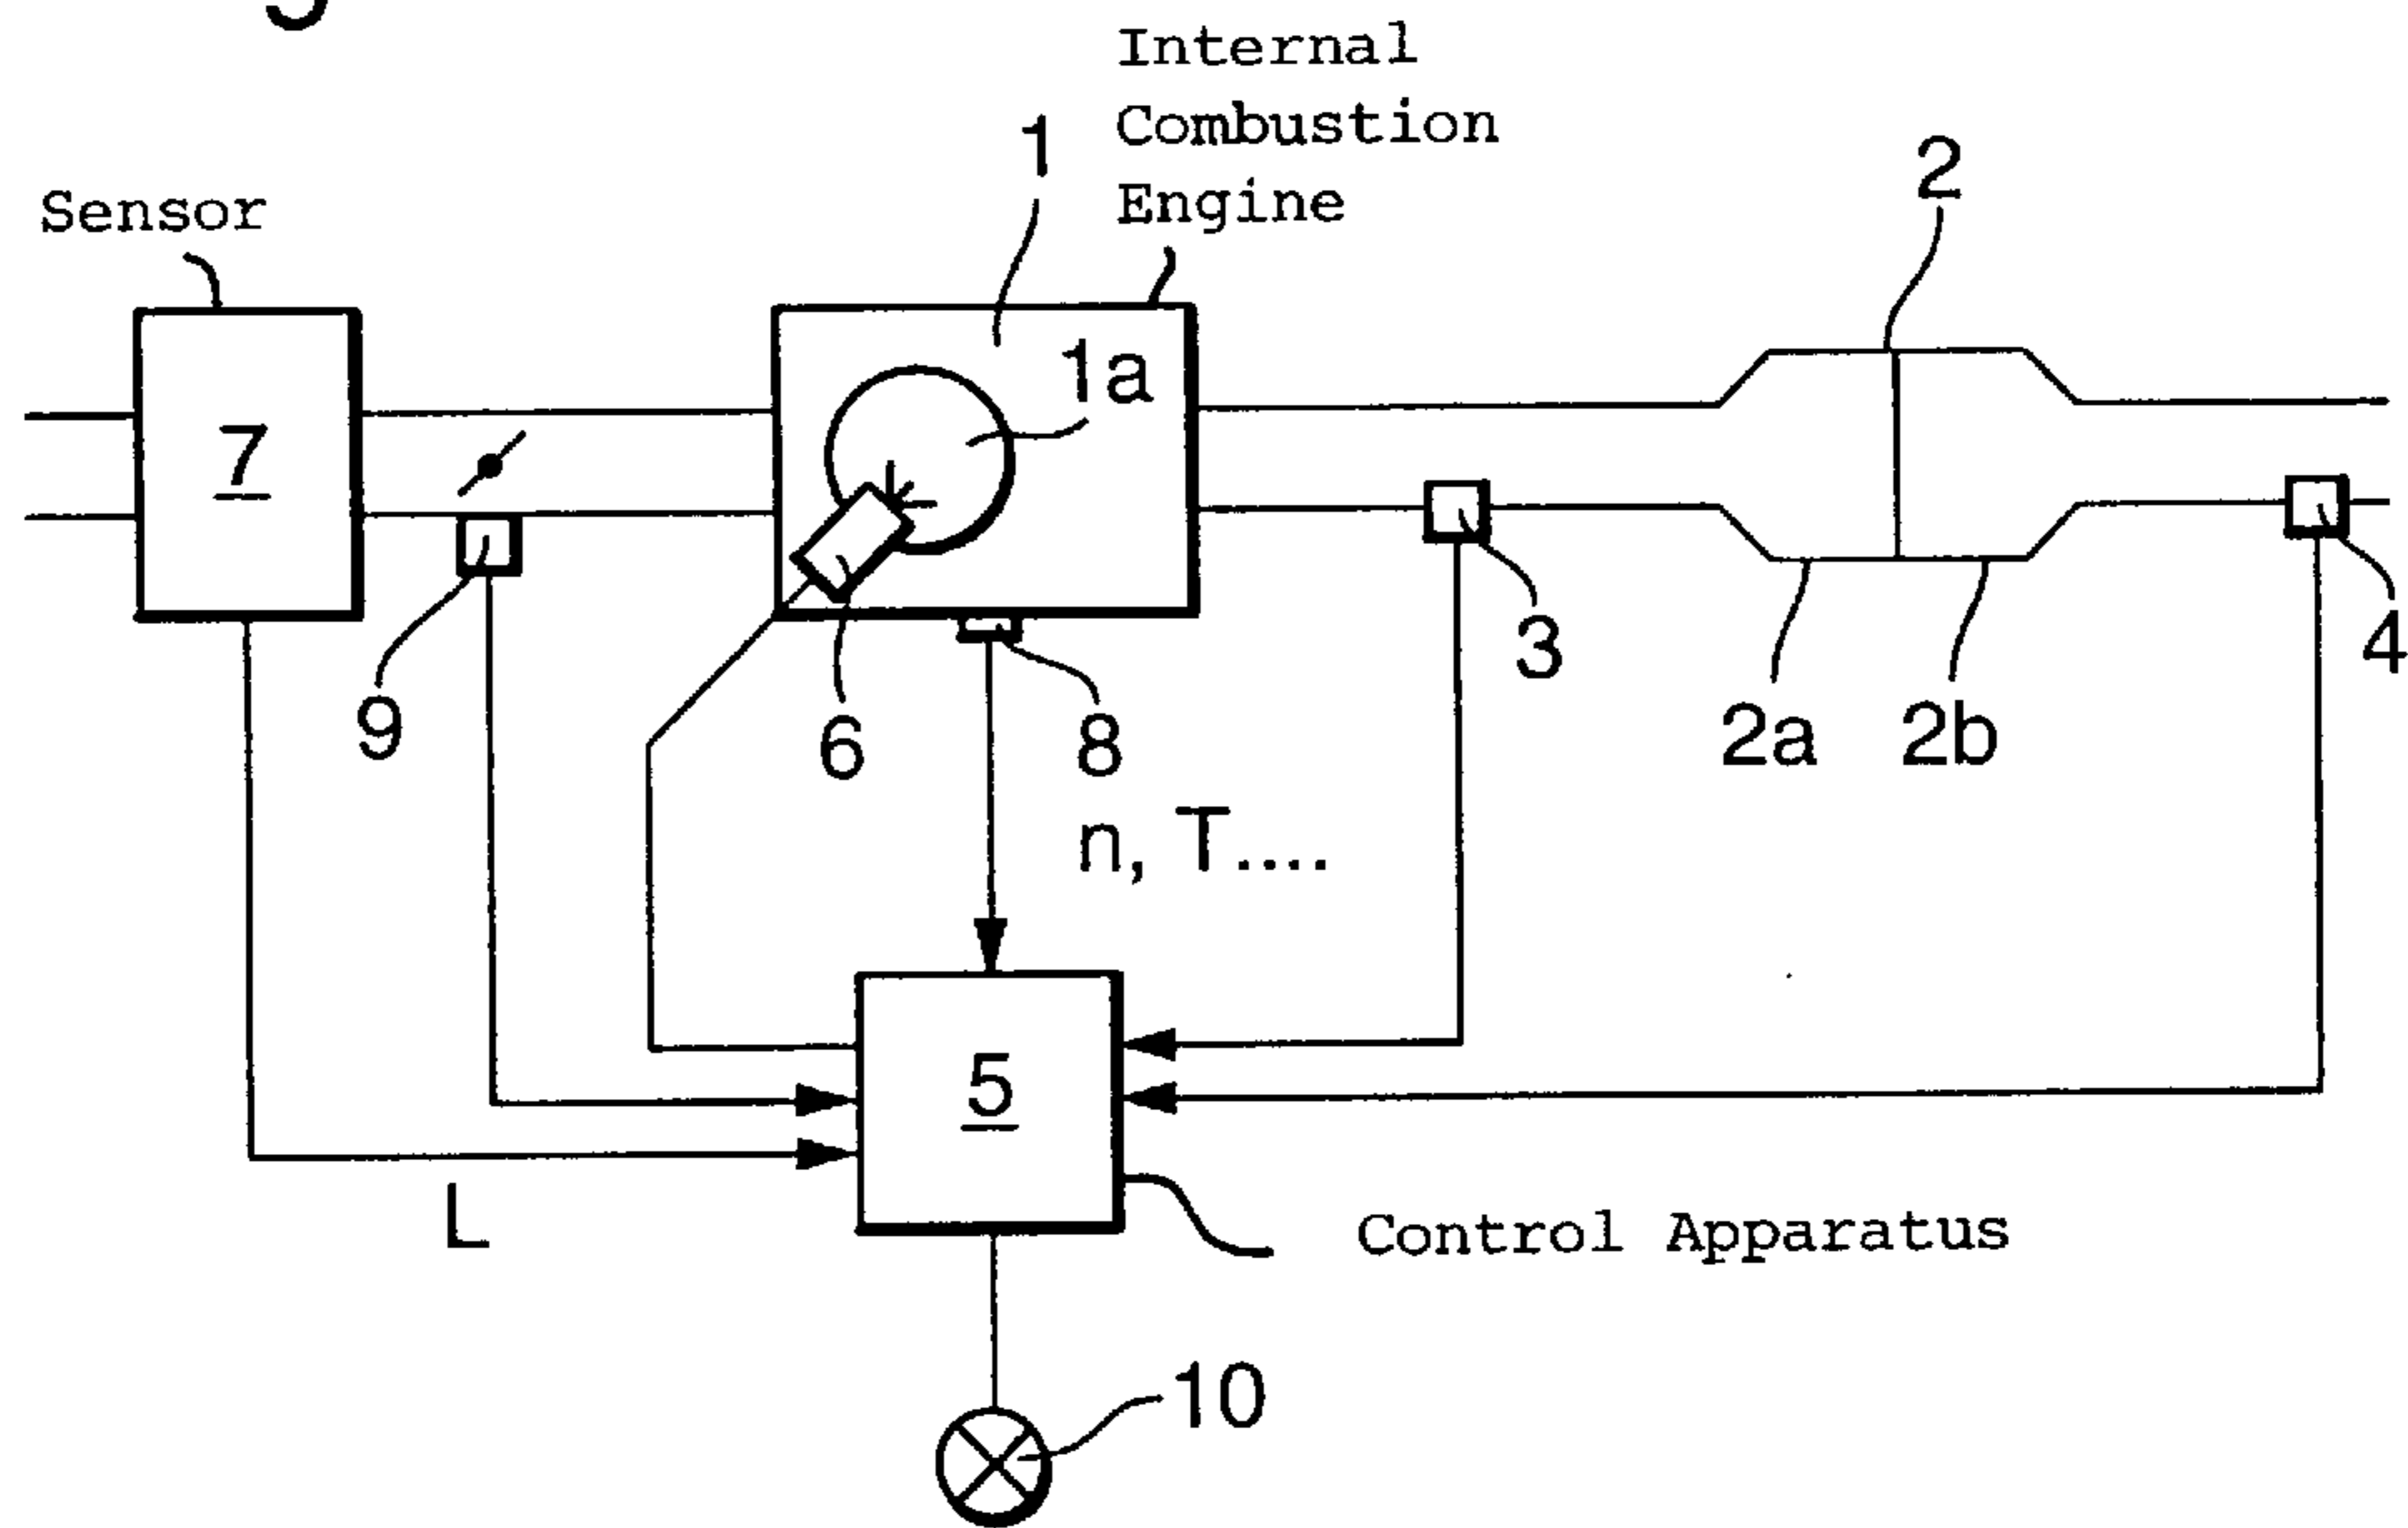 Internal
Combustion
Engine
Sensor
1
2
1a
7
3
4
9
6
8
2a
2b
n, T....
5
L
Control Apparatus
10